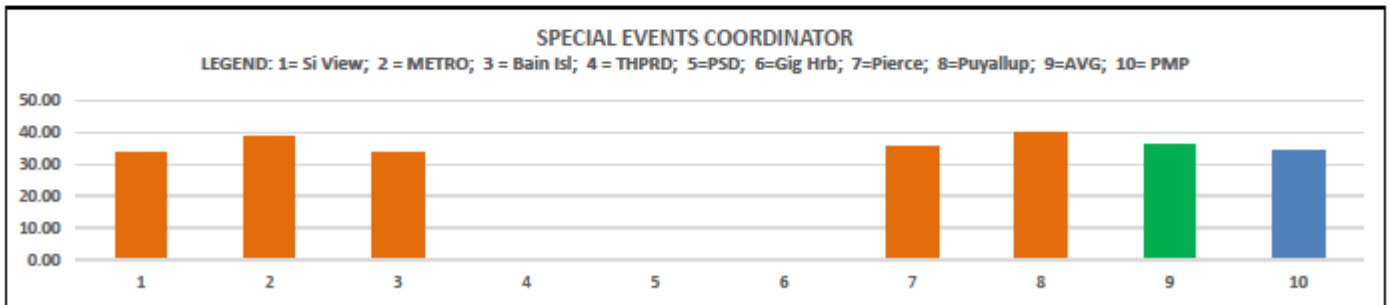 SPECIAL EVENTS COORDINATOR
LEGEND: 1= Si View; 2 = METRO; 3 = Bain Isl; 4 = THPRD; 5=PSD; 6=Gig Hrb; 7=Pierce; 8=Puyallup; 9=AVG; 10= PMP
50.00
40.00
30.00
20.00
10.00
0.00
1 2 3 4 5 6 7 8 9 10